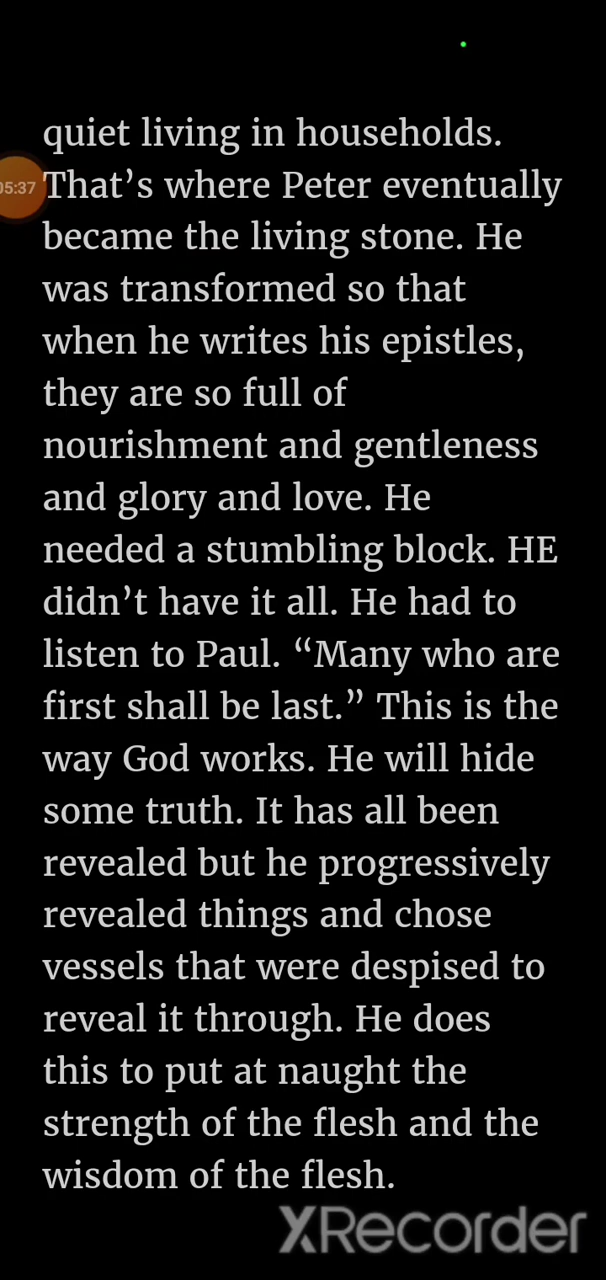 quiet living in households.
05:37
That’s where Peter eventually
became the living stone. He
was transformed so that
when he writes his epistles,
they are so full of
nourishment and gentleness
and glory and love. He
needed a stumbling block. HE
didn’t have it all. He had to
listen to Paul. “Many who are
first shall be last.” This is the
way God works. He will hide
some truth. It has all been
revealed but he progressively
revealed things and chose
vessels that were despised to
reveal it through. He does
this to put at naught the
strength of the flesh and the
wisdom of the flesh.
XRecorder